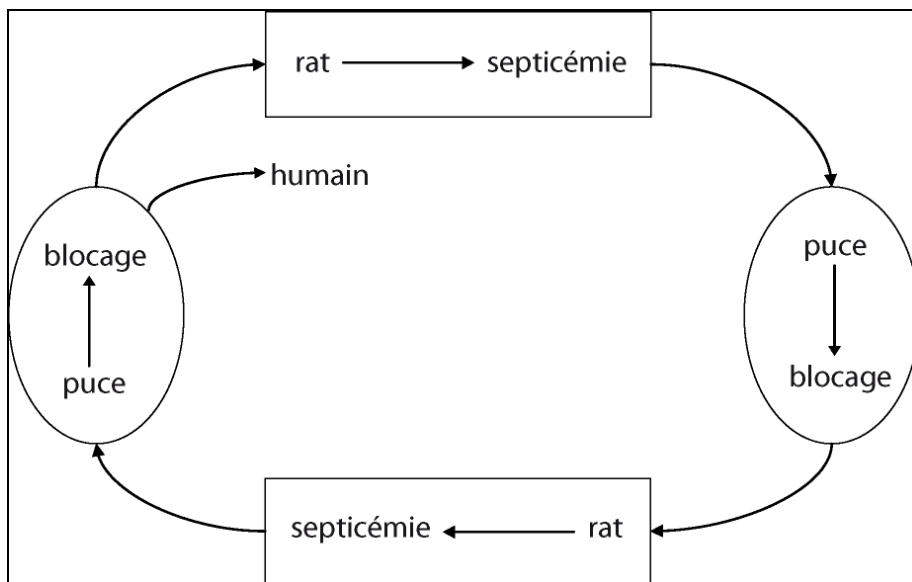 rat septicémie
humain
blocage
puce
puce
blocage
septicémie rat